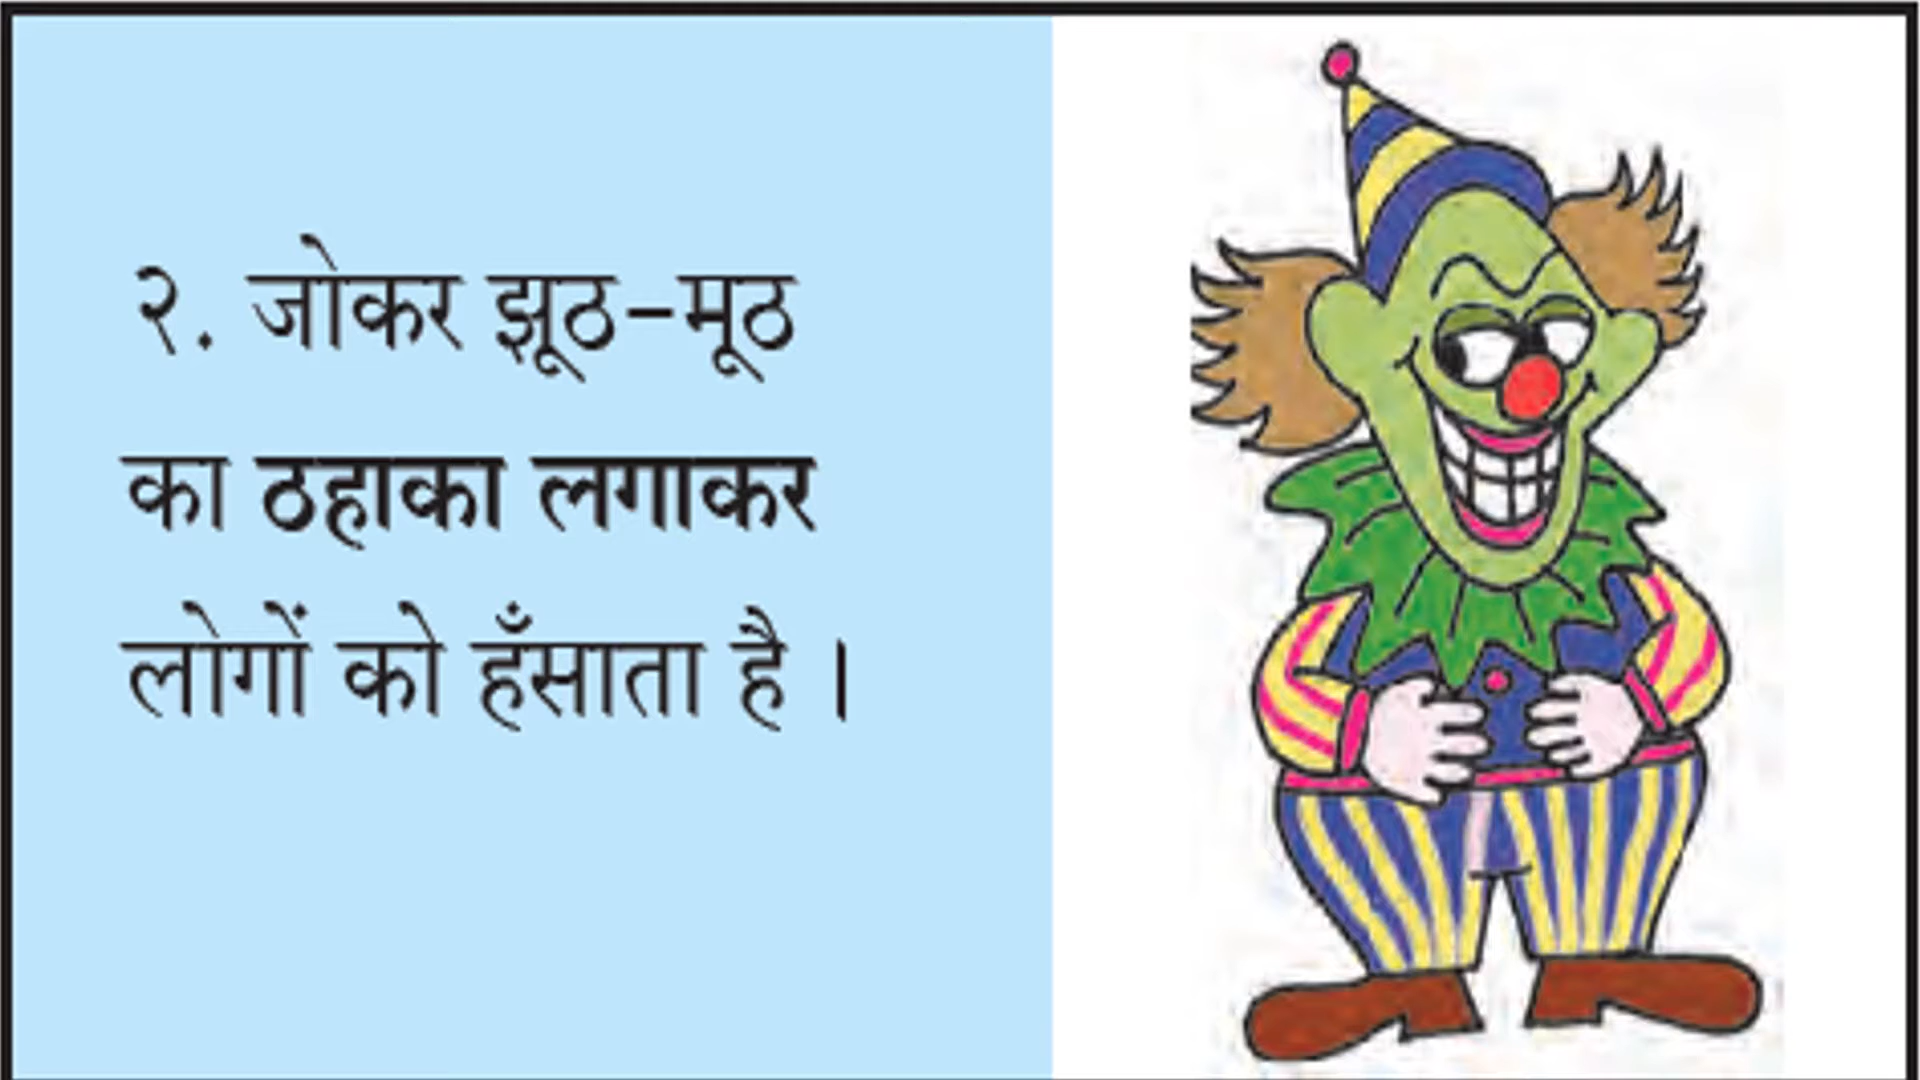 २. जोकर झूठ-मूठ
का ठहाका लगाकर
लोगों को हँसाता है ।